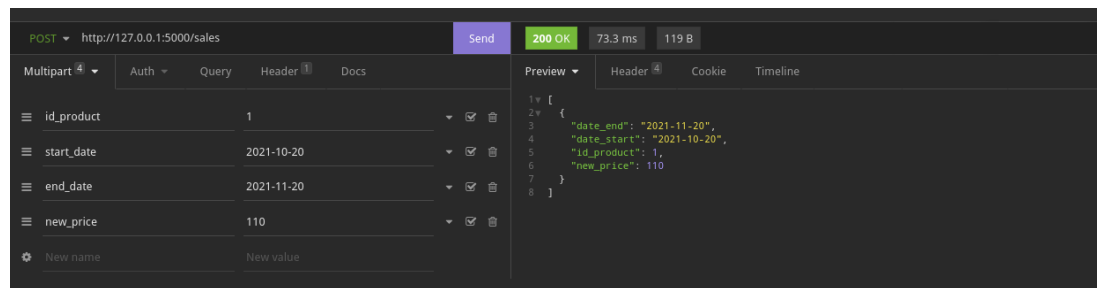 POST http://127.0.0.1:5000/sales Send
Multipart 4 Auth Query Header 1 Docs
id_product 1
start_date 2021-10-20
end_date 2021-11-20
new_price 110
New name New value
200 OK 73.3 ms 119 B
Preview Header 4 Cookie Timeline
1 [
2 {
3 "date_end": "2021-11-20",
4 "date_start": "2021-10-20",
5 "id_product": 1,
6 "new_price": 110
7 }
8 ]